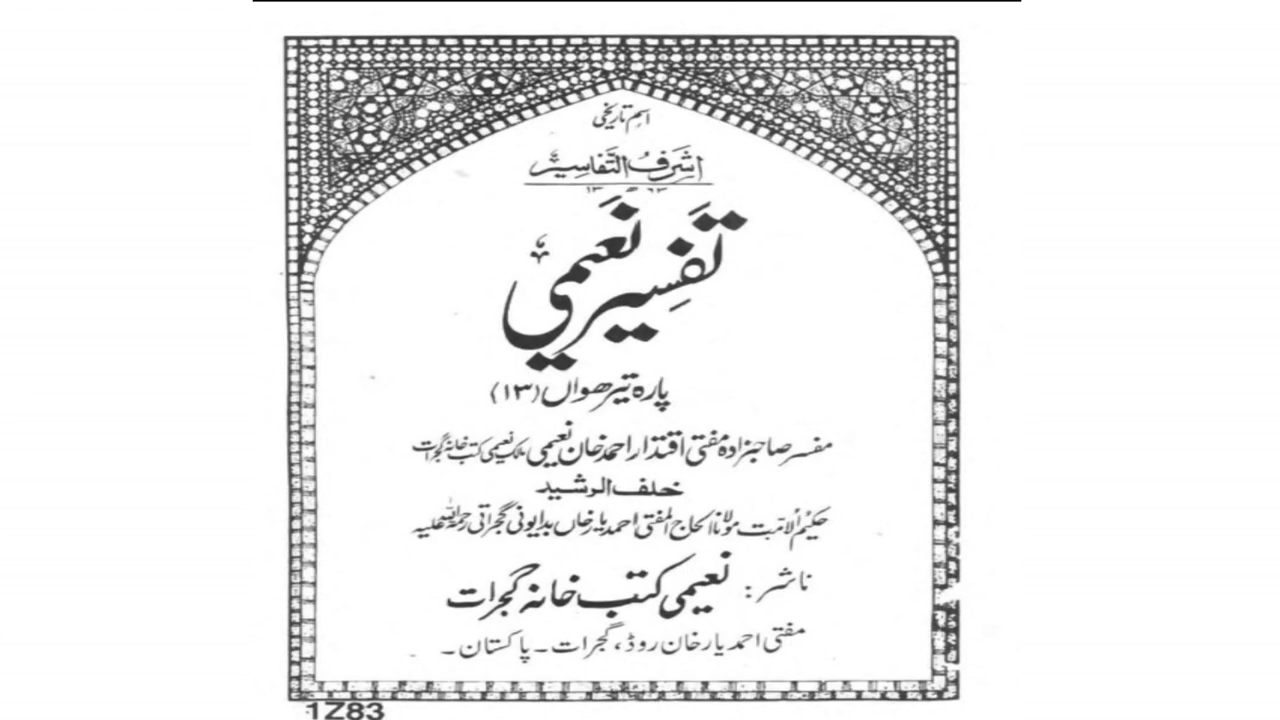 اسم تاریخی
اشرف التفاسیر
۱۳ ھ ۶۳
تفسیر نعیمی
پارہ تیرھواں (۱۳)
مفسر صاحبزادہ مفتی اقتدار احمد خان نعیمی مالک نعیمی کتب خانہ گجرات
خلف الرشید
حکیم الامت مولانا الحاج المفتی احمد یار خاں بدایونی گجراتی رحمۃ اللہ علیہ
ناشر: نعیمی کتب خانہ گجرات
مفتی احمد یار خان روڈ، گجرات۔ پاکستان۔
1Z83